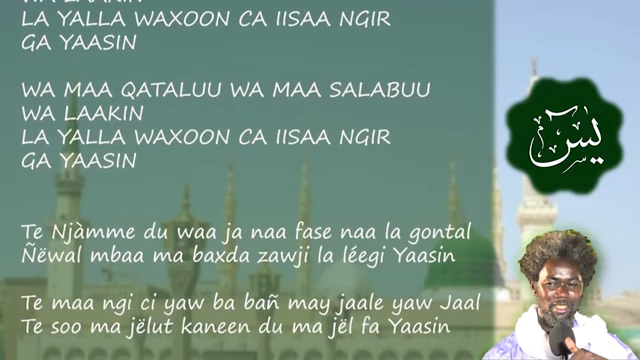 WA LAAKIN
LA YALLA WAXOON CA IISAA NGIR
GA YAASIN
WA MAA QATALUU WA MAA SALABUU
WA LAAKIN
LA YALLA WAXOON CA IISAA NGIR
GA YAASIN
Te Njàmme du waa ja naa fase naa la gontal
Ñëwal mbaa ma baxda zawji la léegi Yaasin
Te maa ngi ci yaw ba bañ may jaale yaw Jaal
Te soo ma jëlut kaneen du ma jël fa Yaasin
يس